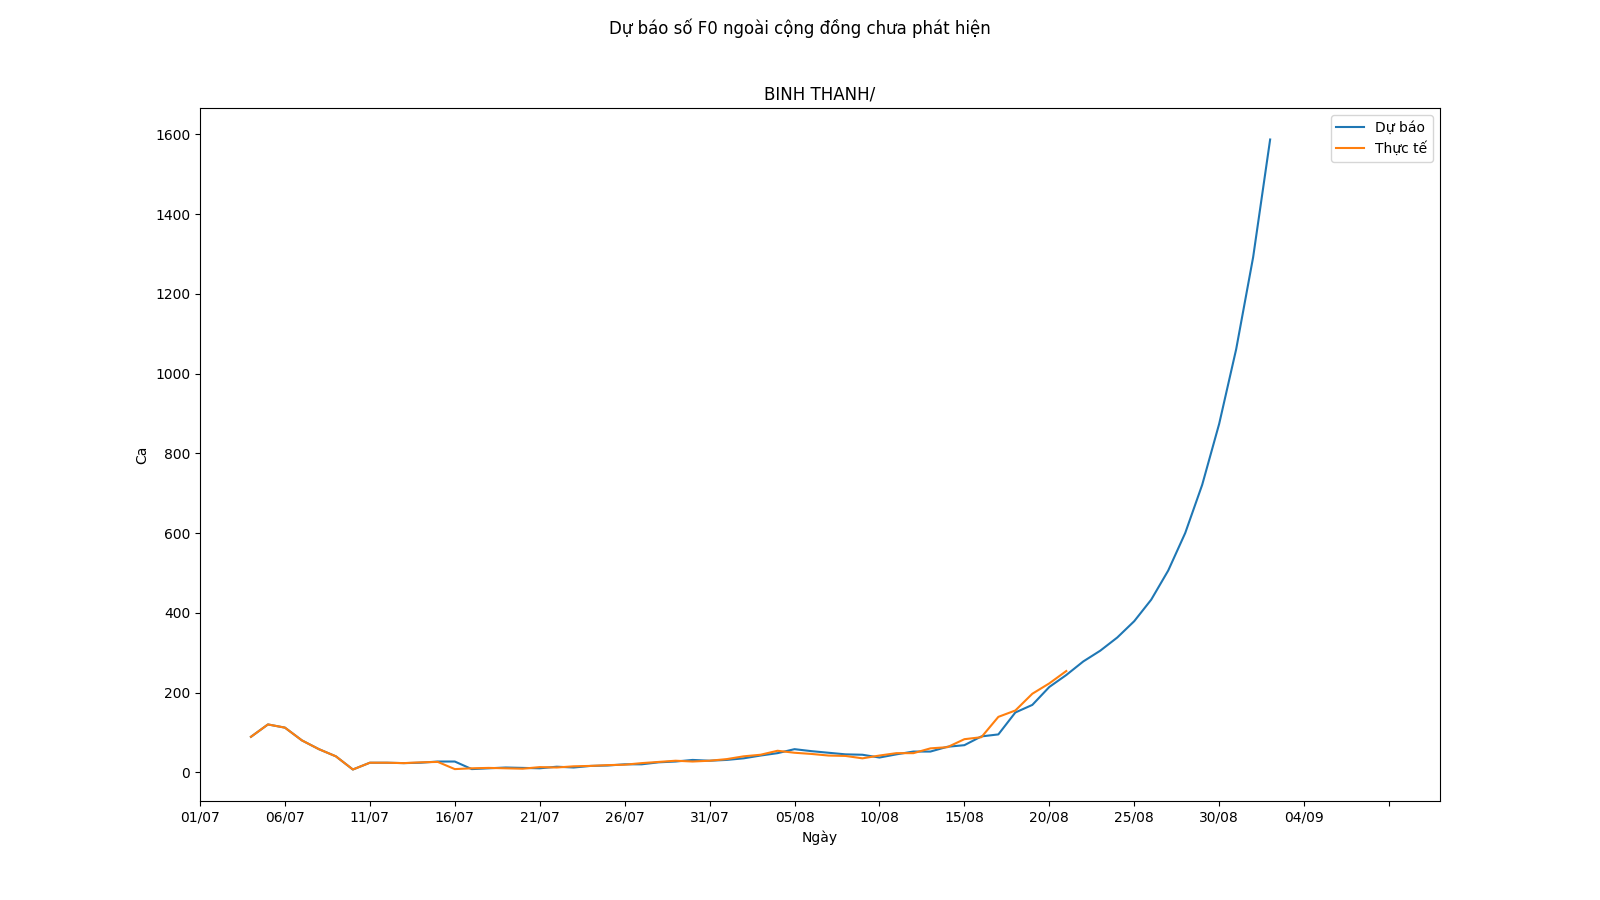 Dự báo số F0 ngoài cộng đồng chưa phát hiện
BINH THANH/
Dự báo
Thực tế
1600
1400
1200
1000
800
600
400
200
0
Ca
01/07 06/07 11/07 16/07 21/07 26/07 31/07 05/08 10/08 15/08 20/08 25/08 30/08 04/09
Ngày